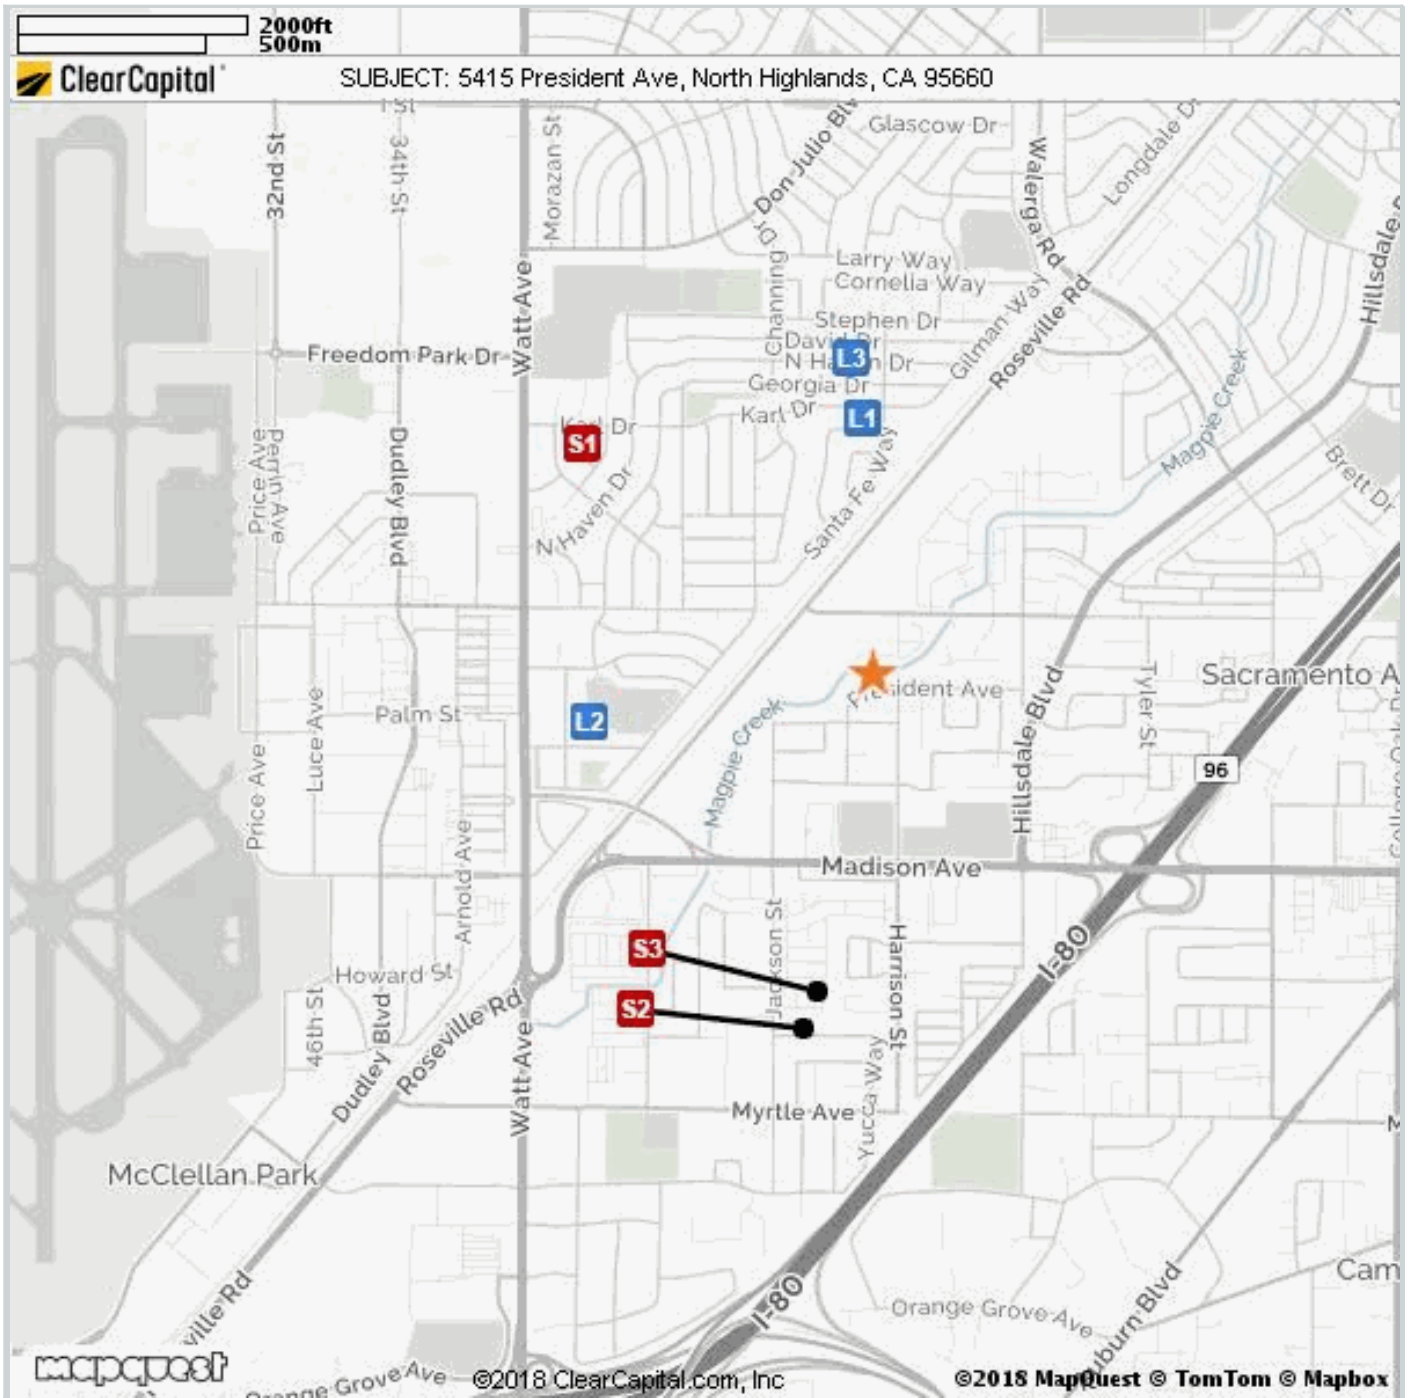 2000ft
500m
ClearCapital
SUBJECT: 5415 President Ave, North Highlands, CA 95660
Glascow Dr
Longdale Dr
Don Julio Blv
Walerga Rd
32nd St
34th St
Morazan St
Hillsdale
Larry Way
Cornelia Way
Channing Dr
Stephen Dr
David Dr
L3
Gilman Way
Roseville Rd
Watt Ave
Freedom Park Dr
Georgia Dr
Karl Dr
L1
S1
Magpie Creek
Brett Dr
Price Ave
Perrin Ave
Dudley Blvd
N Haven Dr
Santa Fe Way
President Ave
Sacramento A
Tyler St
Hillsdale Blvd
Luce Ave
Palm St
L2
Magpie Creek
Price Ave
96
Arnold Ave
Madison Ave
S3
Jackson St
Harrison St
I-80
Howard St
46th St
Dudley Blvd
Roseville Rd
S2
Watt Ave
Myrtle Ave
Yucca Way
McClellan Park
ville Rd
I-80
Orange Grove Ave
uburn Blvd
Cam
mapquest
Orange Grove Ave
©2018 ClearCapital.com, Inc
©2018 MapQuest © TomTom © Mapbox